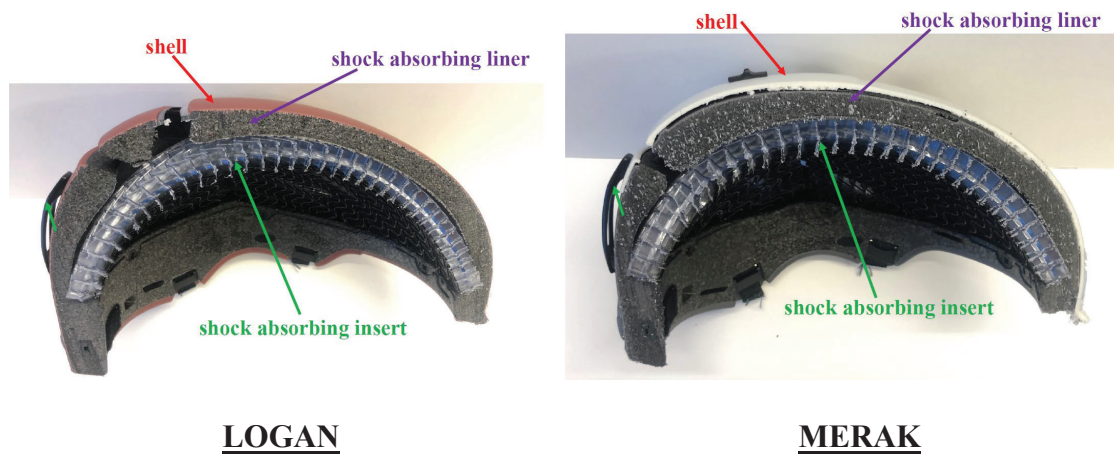 shell
shock absorbing liner
shock absorbing insert
LOGAN
shell
shock absorbing liner
shock absorbing insert
MERAK